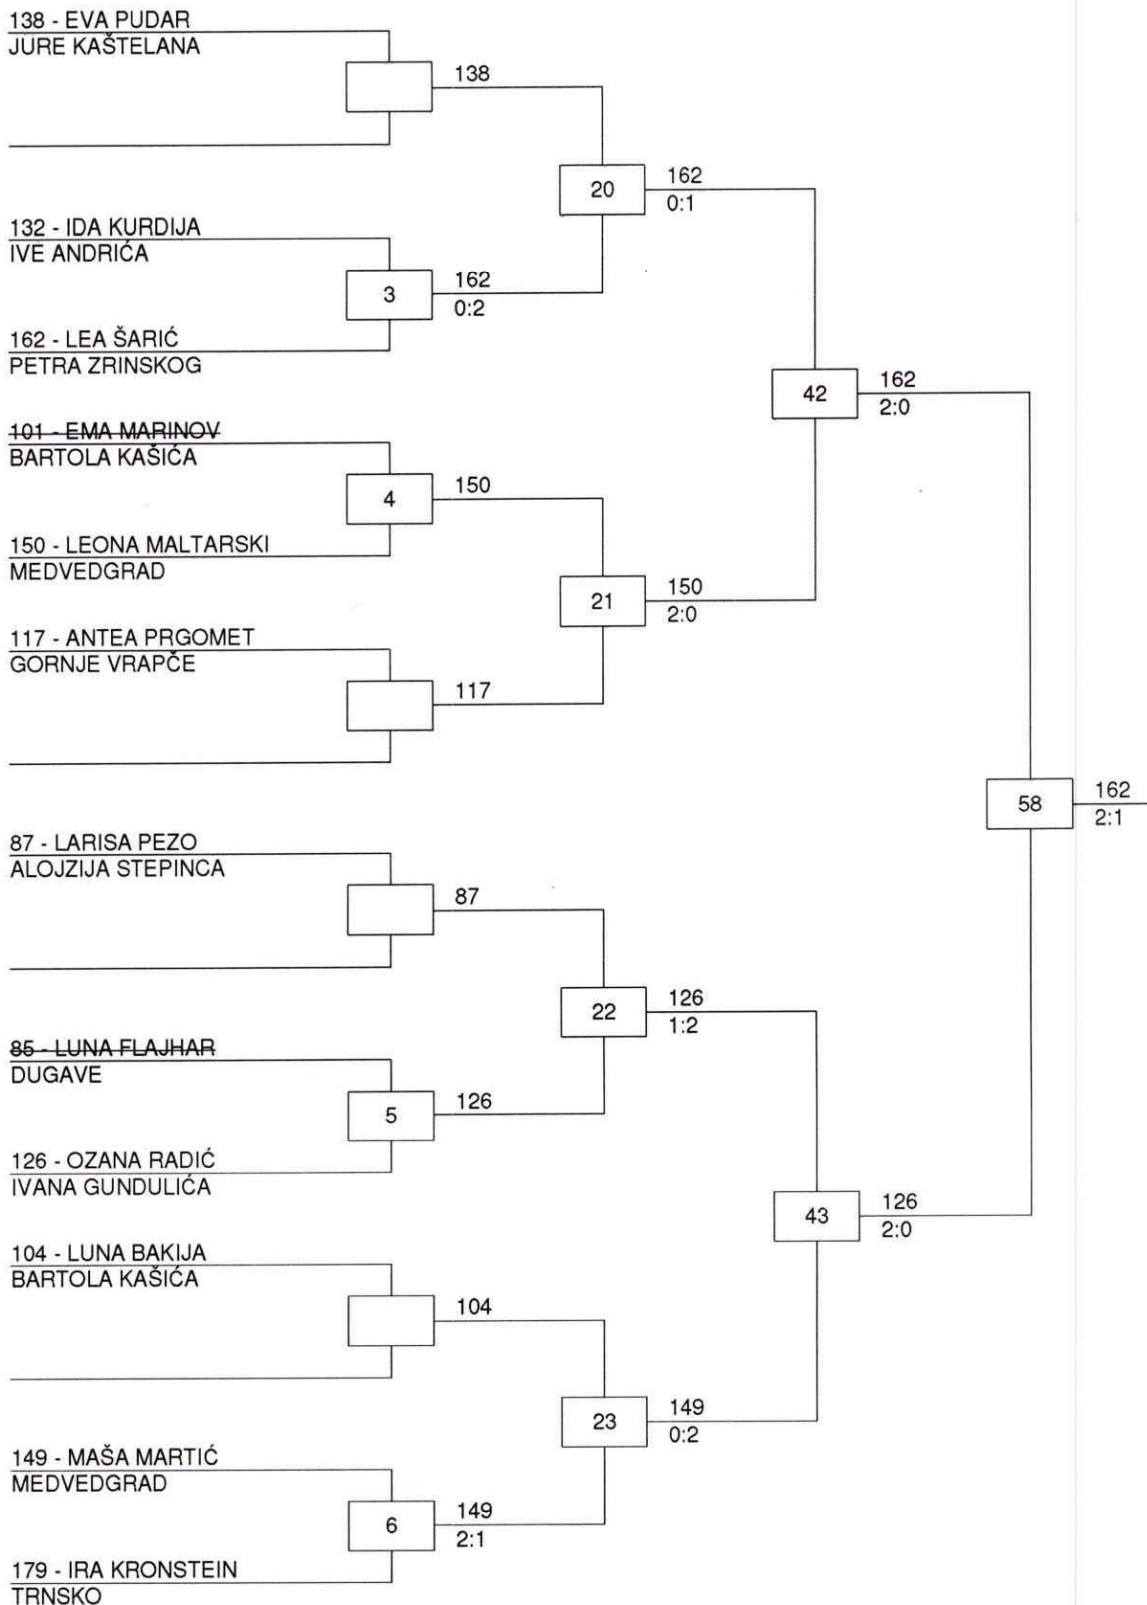 138 - EVA PUDAR
JURE KAŠTELANA
138
20
162
0:1
132 - IDA KURDIJA
IVE ANDRIĆA
3
162
0:2
162 - LEA ŠARIĆ
PETRA ZRINSKOG
42
162
2:0
101 - EMA MARINOV
BARTOLA KAŠIĆA
4
150
150 - LEONA MALTARSKI
MEDVEDGRAD
21
150
2:0
117 - ANTEA PRGOMET
GORNJE VRAPČE
117
58
162
2:1
87 - LARISA PEZO
ALOJZIJA STEPINCA
87
22
126
1:2
85 - LUNA FLAJHAR
DUGAVE
5
126
126 - OZANA RADIĆ
IVANA GUNDULIĆA
43
126
2:0
104 - LUNA BAKIJA
BARTOLA KAŠIĆA
104
23
149
0:2
149 - MAŠA MARTIĆ
MEDVEDGRAD
6
149
2:1
179 - IRA KRONSTEIN
TRNSKO